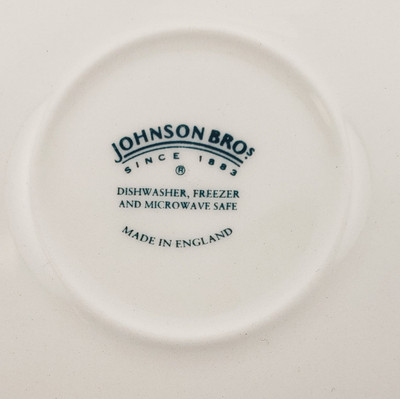 JOHNSON BROS
SINCE 1883
®
DISHWASHER, FREEZER
AND MICROWAVE SAFE
MADE IN ENGLAND